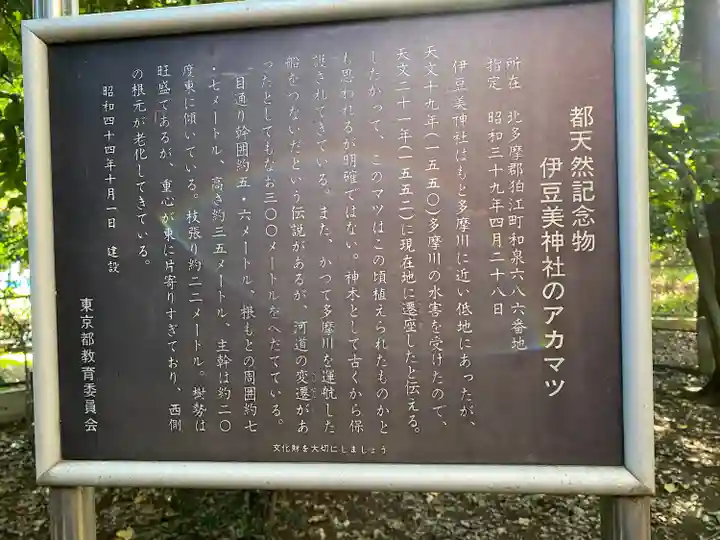 都天然記念物
伊豆美神社のアカマツ
所在 北多摩郡狛江町和泉六八六番地
指定 昭和三十九年四月二十八日
伊豆美神社はもと多摩川に近い低地にあったが、
天文十九年(一五五〇)多摩川の水害を受けたので、
天文二十一年(一五五二)に現在地に遷座したと伝える。
したがって、このマツはこの頃植えられたものかと
も思われるが明確ではない。神木として古くから保
護されてきている。また、かつて多摩川を運航した
船をつないだという伝説があるが、河道の変遷があ
ったとしてもなお三〇〇メートルをへだてている。
目通り幹囲約五・六メートル、根もとの周囲約七
・七メートル、高さ約三五メートル、主幹は約二〇
度東に傾いている。枝張り約二二メートル。樹勢は
旺盛であるが、重心が東に片寄りすぎており、西側
の根元が老化してきている。
昭和四十四年十月一日 建設
東京都教育委員会
文化財を大切にしましょう